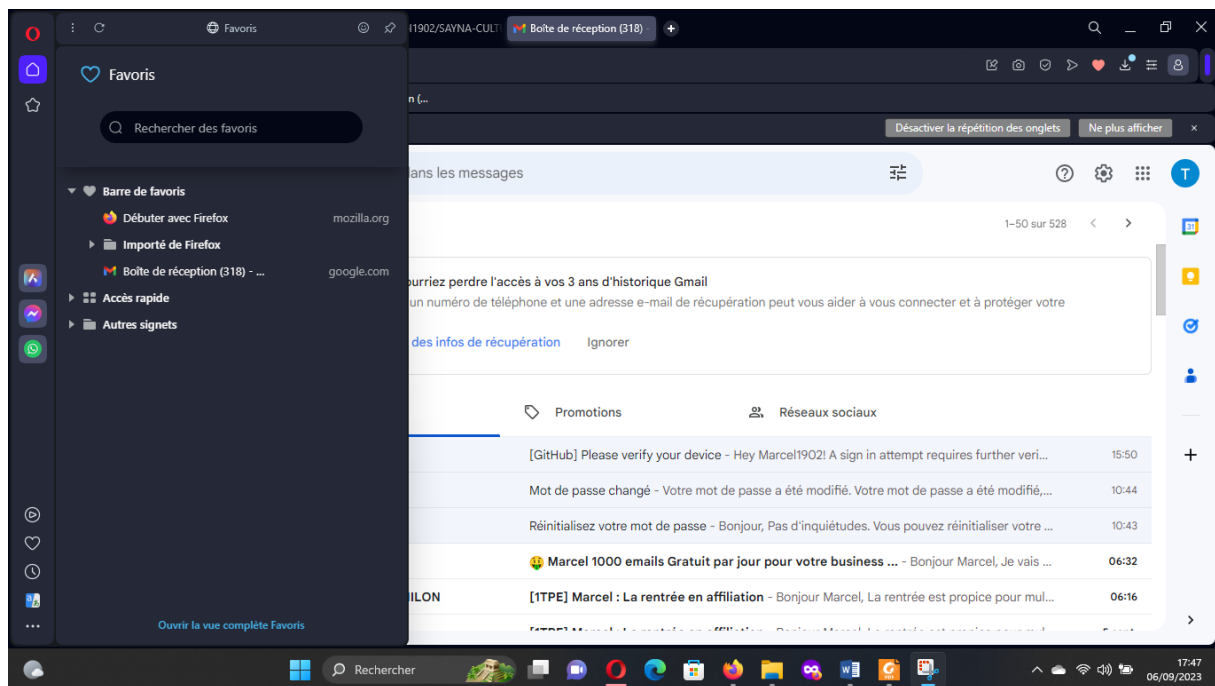 Favoris
I1902/SAYNA-CULT
Boîte de réception (318) -
Favoris
n (...
Rechercher des favoris
Désactiver la répétition des onglets
Ne plus afficher
dans les messages
T
Barre de favoris
Débuter avec Firefox mozilla.org
1–50 sur 528
31
Importé de Firefox
Boîte de réception (318) - ... google.com
ourriez perdre l'accès à vos 3 ans d'historique Gmail
Accès rapide
un numéro de téléphone et une adresse e-mail de récupération peut vous aider à vous connecter et à protéger votre
Autres signets
des infos de récupération Ignorer
Promotions Réseaux sociaux
[GitHub] Please verify your device - Hey Marcel1902! A sign in attempt requires further veri... 15:50
Mot de passe changé - Votre mot de passe a été modifié. Votre mot de passe a été modifié,... 10:44
Réinitialisez votre mot de passe - Bonjour, Pas d'inquiétudes. Vous pouvez réinitialiser votre ... 10:43
Marcel 1000 emails Gratuit par jour pour votre business ... - Bonjour Marcel, Je vais ... 06:32
ILON [1TPE] Marcel : La rentrée en affiliation - Bonjour Marcel, La rentrée est propice pour mul... 06:16
Ouvrir la vue complète Favoris
Rechercher
17:47
06/09/2023